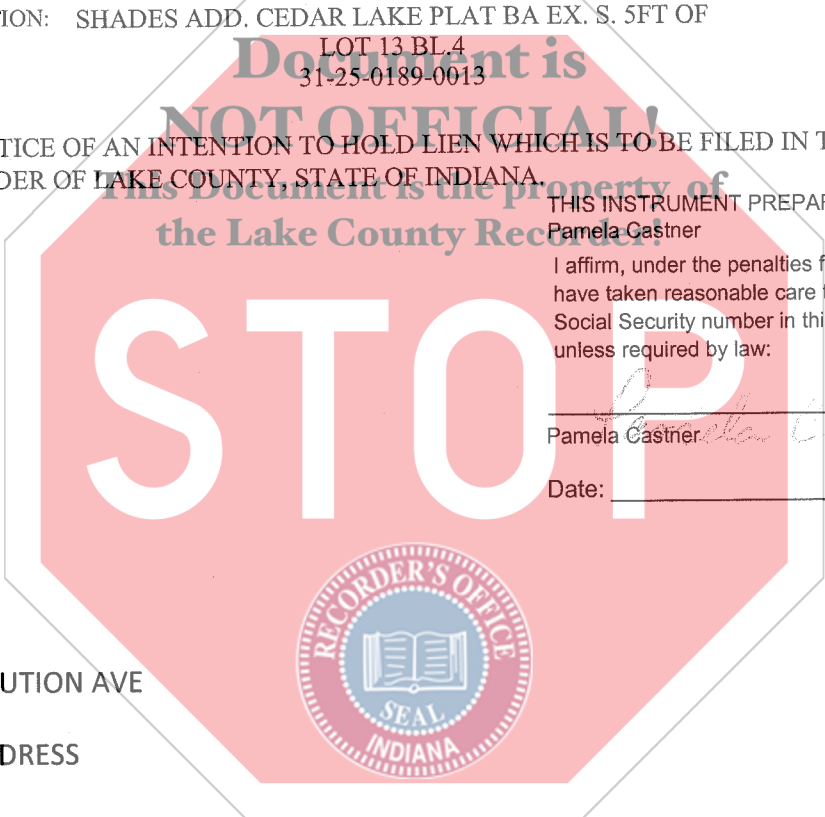 ION: SHADES ADD. CEDAR LAKE PLAT BA EX. S. 5FT OF
LOT 13 BL.4
31-25-0189-0013
Document is
NOT OFFICIAL!
TICE OF AN INTENTION TO HOLD LIEN WHICH IS TO BE FILED IN T
DER OF LAKE COUNTY, STATE OF INDIANA.
This Document is the property of
the Lake County Recorder!
THIS INSTRUMENT PREPAR
Pamela Castner
I affirm, under the penalties f
have taken reasonable care t
Social Security number in thi
unless required by law:
STOP
Pamela Castner
Date:
RECORDER'S OFFICE
SEAL
INDIANA
UTION AVE
DRESS